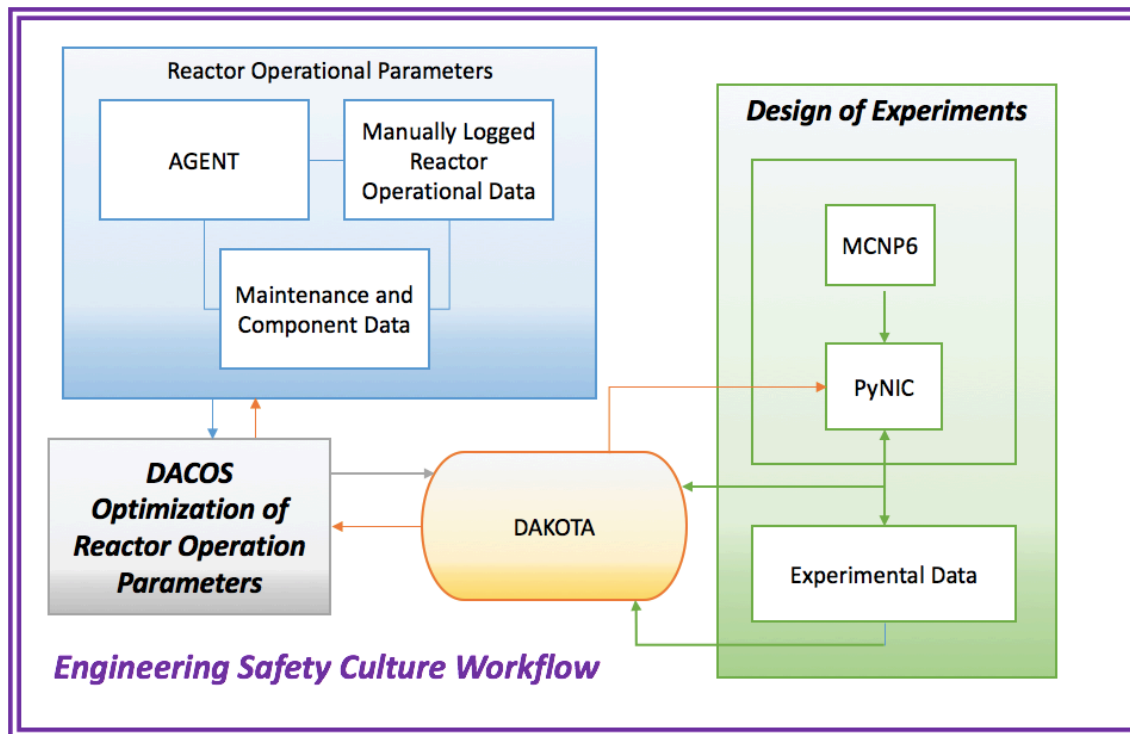 Reactor Operational Parameters
AGENT
Manually Logged
Reactor
Operational Data
Maintenance and
Component Data
Design of Experiments
MCNP6
PyNIC
Experimental Data
DACOS
Optimization of
Reactor Operation
Parameters
DAKOTA
Engineering Safety Culture Workflow